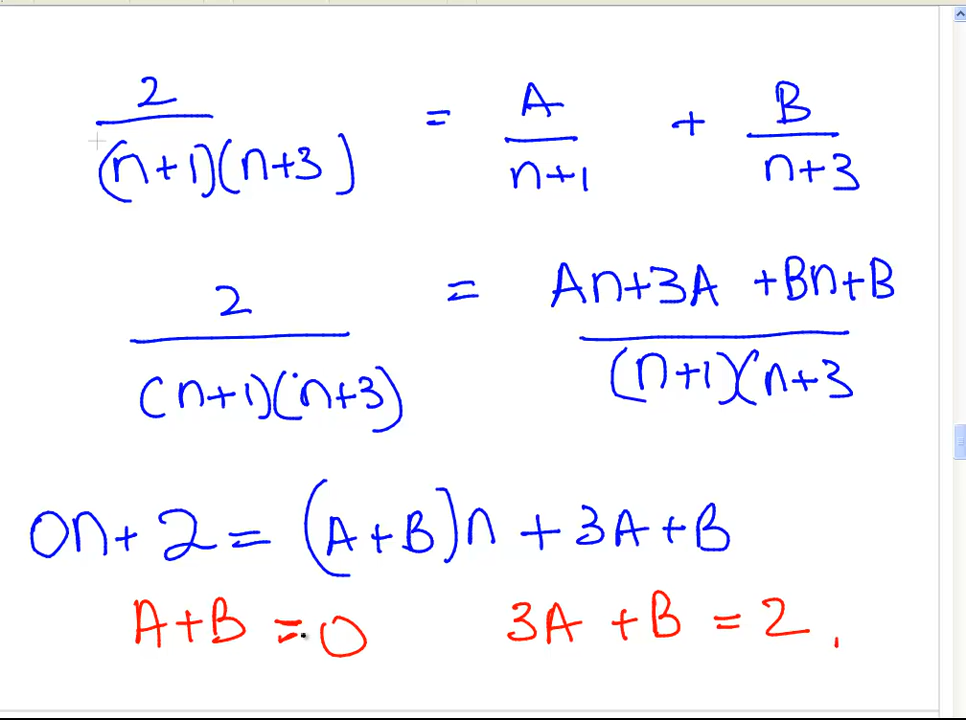 2 / (n+1)(n+3) = A / n+1 + B / n+3
2 / (n+1)(n+3) = An+3A +Bn+B / (n+1)(n+3
0n+2 = (A+B)n + 3A+B
A+B = 0 3A +B = 2.